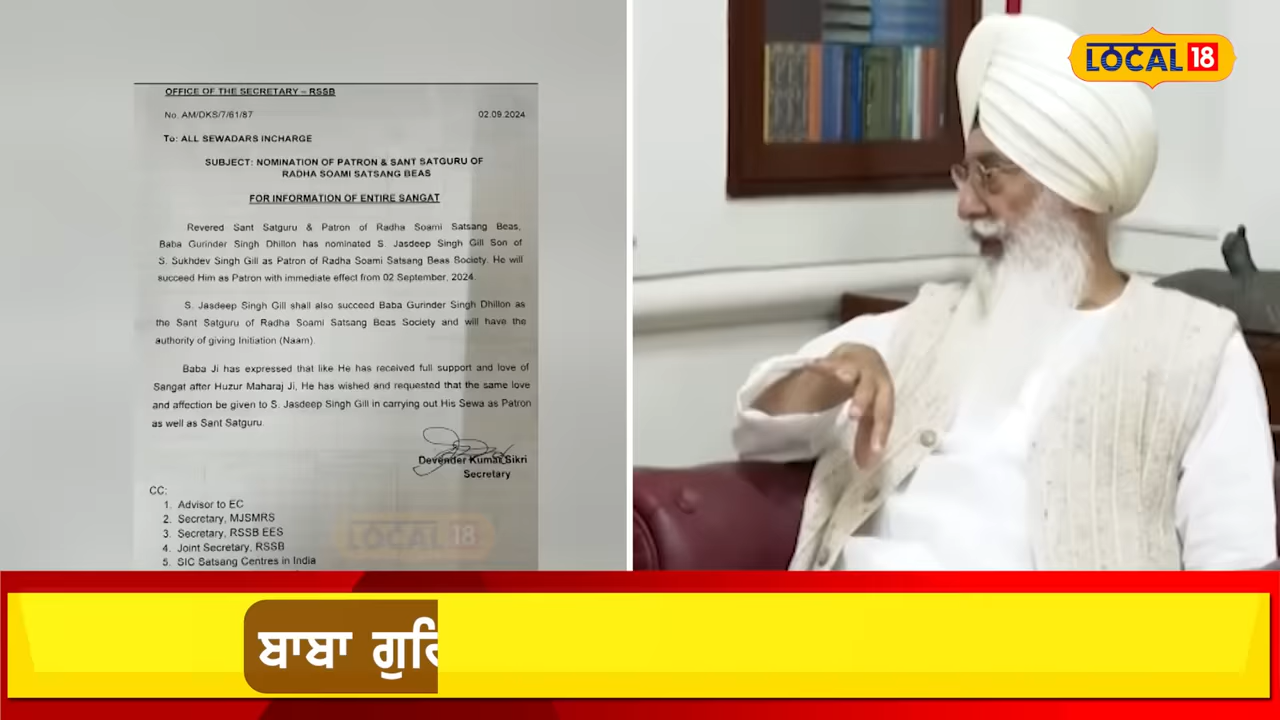 LOCAL 18
OFFICE OF THE SECRETARY – RSSB
No. AM/DKS/7/61/87 02.09.2024
To: ALL SEWADARS INCHARGE
SUBJECT: NOMINATION OF PATRON & SANT SATGURU OF
RADHA SOAMI SATSANG BEAS
FOR INFORMATION OF ENTIRE SANGAT
Revered Sant Satguru & Patron of Radha Soami Satsang Beas,
Baba Gurinder Singh Dhillon has nominated S. Jasdeep Singh Gill Son of
S. Sukhdev Singh Gill as Patron of Radha Soami Satsang Beas Society. He will
succeed Him as Patron with immediate effect from 02 September, 2024.
S. Jasdeep Singh Gill shall also succeed Baba Gurinder Singh Dhillon as
the Sant Satguru of Radha Soami Satsang Beas Society and will have the
authority of giving Initiation (Naam).
Baba Ji has expressed that like He has received full support and love of
Sangat after Huzur Maharaj Ji, He has wished and requested that the same love
and affection be given to S. Jasdeep Singh Gill in carrying out His Sewa as Patron
as well as Sant Satguru.
Devender Kumar Sikri
Secretary
CC:
1. Advisor to EC
2. Secretary, MJSMRS
3. Secretary, RSSB EES
4. Joint Secretary, RSSB
5. SIC Satsang Centres in India
LOCAL 18
ਬਾਬਾ